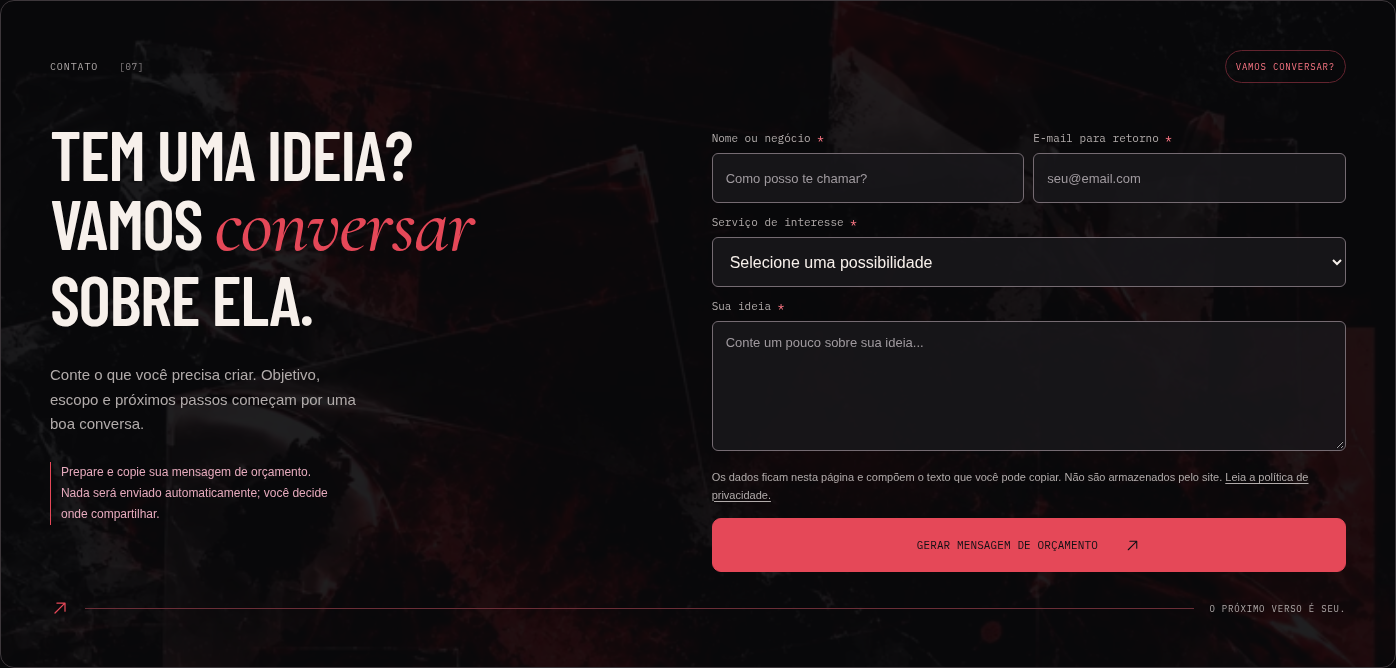 CONTATO [07]
VAMOS CONVERSAR?
TEM UMA IDEIA?
VAMOS conversar
SOBRE ELA.
Conte o que você precisa criar. Objetivo,
escopo e próximos passos começam por uma
boa conversa.
Prepare e copie sua mensagem de orçamento.
Nada será enviado automaticamente; você decide
onde compartilhar.
Nome ou negócio *
Como posso te chamar?
E-mail para retorno *
seu@email.com
Serviço de interesse *
Selecione uma possibilidade
Sua ideia *
Conte um pouco sobre sua ideia...
Os dados ficam nesta página e compõem o texto que você pode copiar. Não são armazenados pelo site. Leia a política de
privacidade.
GERAR MENSAGEM DE ORÇAMENTO
O PRÓXIMO VERSO É SEU.